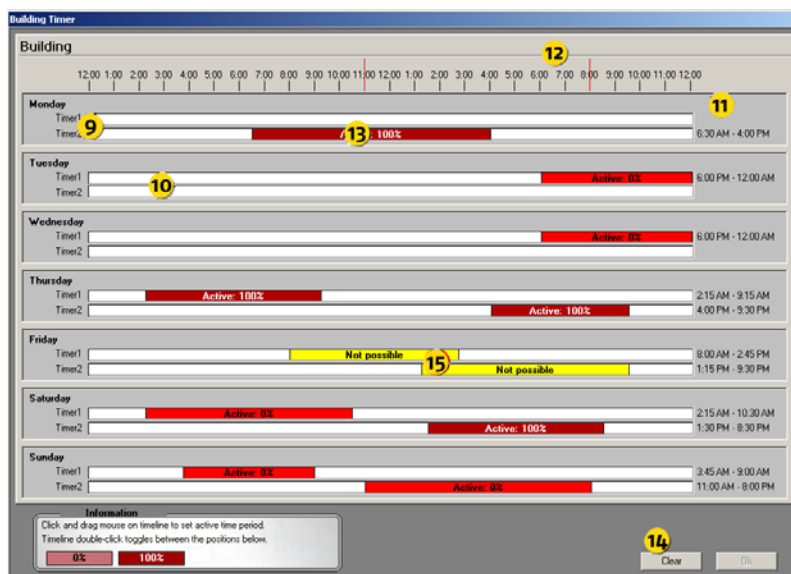 Building Timer
Building
12
12:00 1:00 2:00 3:00 4:00 5:00 6:00 7:00 8:00 9:00 10:00 11:00 12:00 1:00 2:00 3:00 4:00 5:00 6:00 7:00 8:00 9:00 10:00 11:00 12:00
Monday 11
Timer1
9
Timer2 13 100% 6:30 AM - 4:00 PM
Tuesday
Timer1 Active: 0% 6:00 PM - 12:00 AM
10
Timer2
Wednesday
Timer1 Active: 0% 6:00 PM - 12:00 AM
Timer2
Thursday
Timer1 Active: 100% 2:15 AM - 9:15 AM
Timer2 Active: 100% 4:00 PM - 9:30 PM
Friday
Timer1 Not possible 8:00 AM - 2:45 PM
15
Timer2 Not possible 1:15 PM - 9:30 PM
Saturday
Timer1 Active: 0% 2:15 AM - 10:30 AM
Timer2 Active: 100% 1:30 PM - 8:30 PM
Sunday
Timer1 Active: 0% 3:45 AM - 9:00 AM
Timer2 Active: 0% 11:00 AM - 8:00 PM
Information
Click and drag mouse on timeline to set active time period.
Timeline double-click toggles between the positions below.
0% 100%
14
Clear Ok